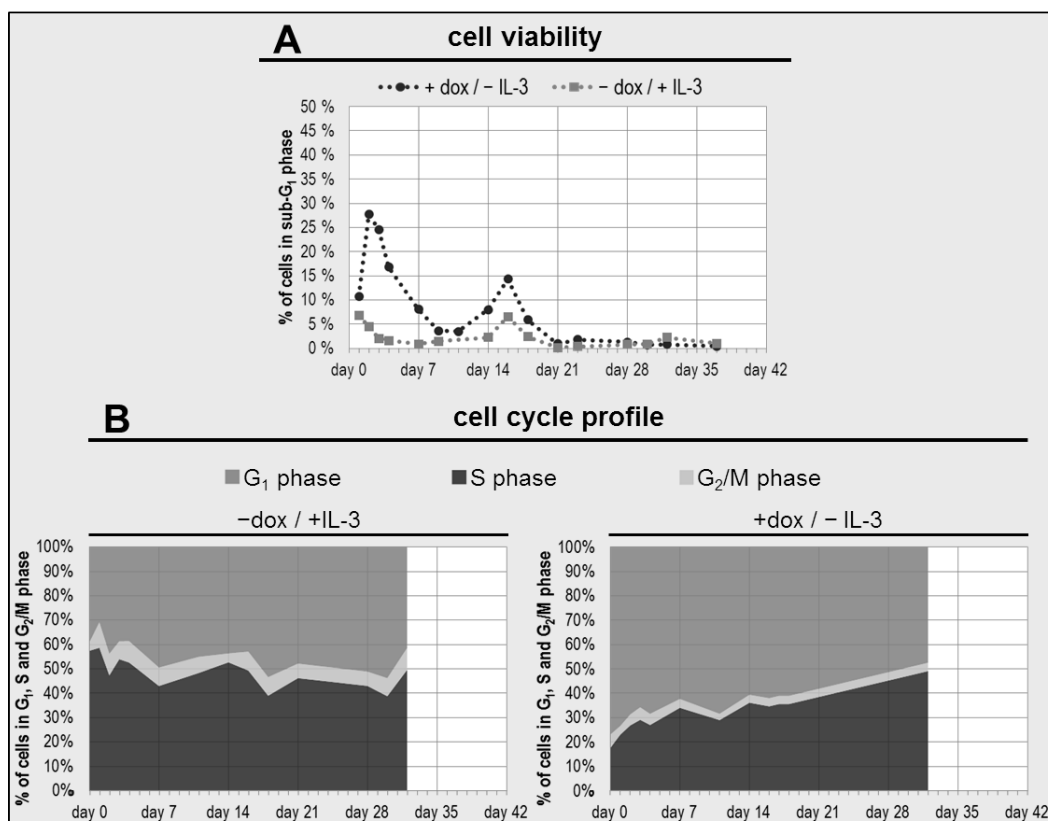 A
cell viability
+ dox / − IL-3
− dox / + IL-3
% of cells in sub-G₁ phase
50 %
45 %
40 %
35 %
30 %
25 %
20 %
15 %
10 %
5 %
0 %
day 0 day 7 day 14 day 21 day 28 day 35 day 42
B
cell cycle profile
G₁ phase
S phase
G₂/M phase
−dox / +IL-3
% of cells in G₁, S and G₂/M phase
100%
90%
80%
70%
60%
50%
40%
30%
20%
10%
0%
day 0 day 7 day 14 day 21 day 28 day 35 day 42
+dox / − IL-3
% of cells in G₁, S and G₂/M phase
100%
90%
80%
70%
60%
50%
40%
30%
20%
10%
0%
day 0 day 7 day 14 day 21 day 28 day 35 day 42